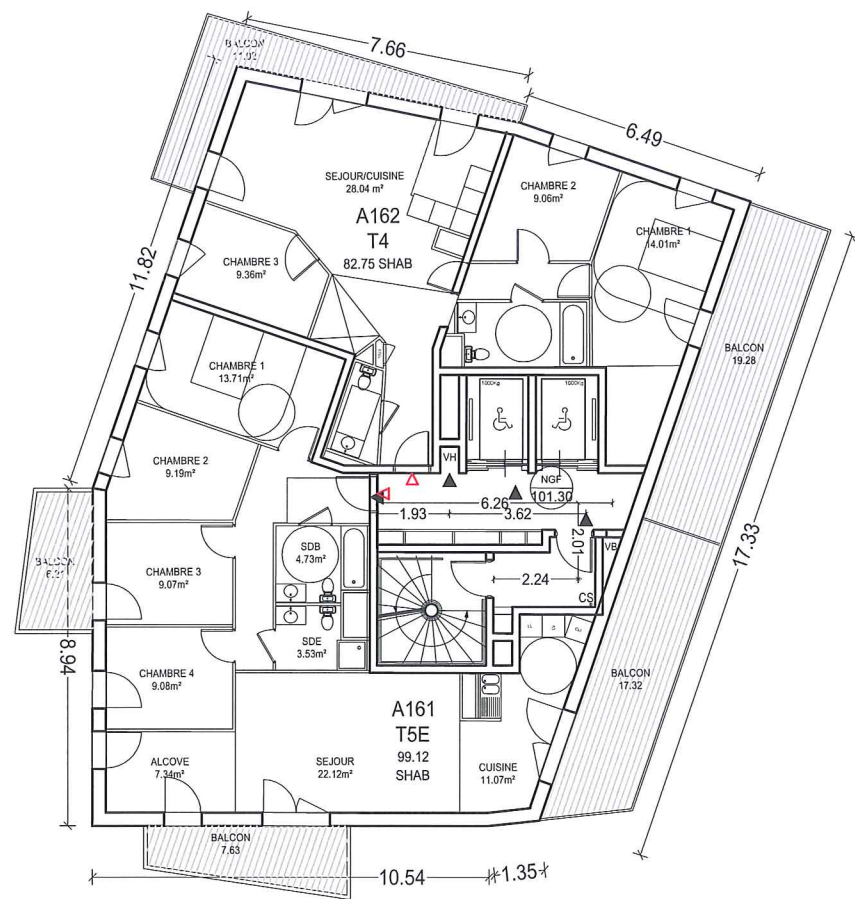 BALCON
11.03
7.66
6.49
SEJOUR/CUISINE
28.04 m²
A162
T4
82.75 SHAB
CHAMBRE 2
9.06m²
CHAMBRE 1
14.01m²
CHAMBRE 3
9.36m²
11.82
BALCON
19.28
CHAMBRE 1
13.71m²
1000Kg
1000Kg
CHAMBRE 2
9.19m²
VH
NGF
101.30
6.26
1.93
3.62
2.01
17.33
BALCON
6.21
SDB
4.73m²
VB
CHAMBRE 3
9.07m²
2.24
CS
8.94
SDE
3.53m²
CHAMBRE 4
9.08m²
BALCON
17.32
A161
T5E
99.12
SHAB
ALCOVE
7.34m²
SEJOUR
22.12m²
CUISINE
11.07m²
BALCON
7.63
10.54
1.35